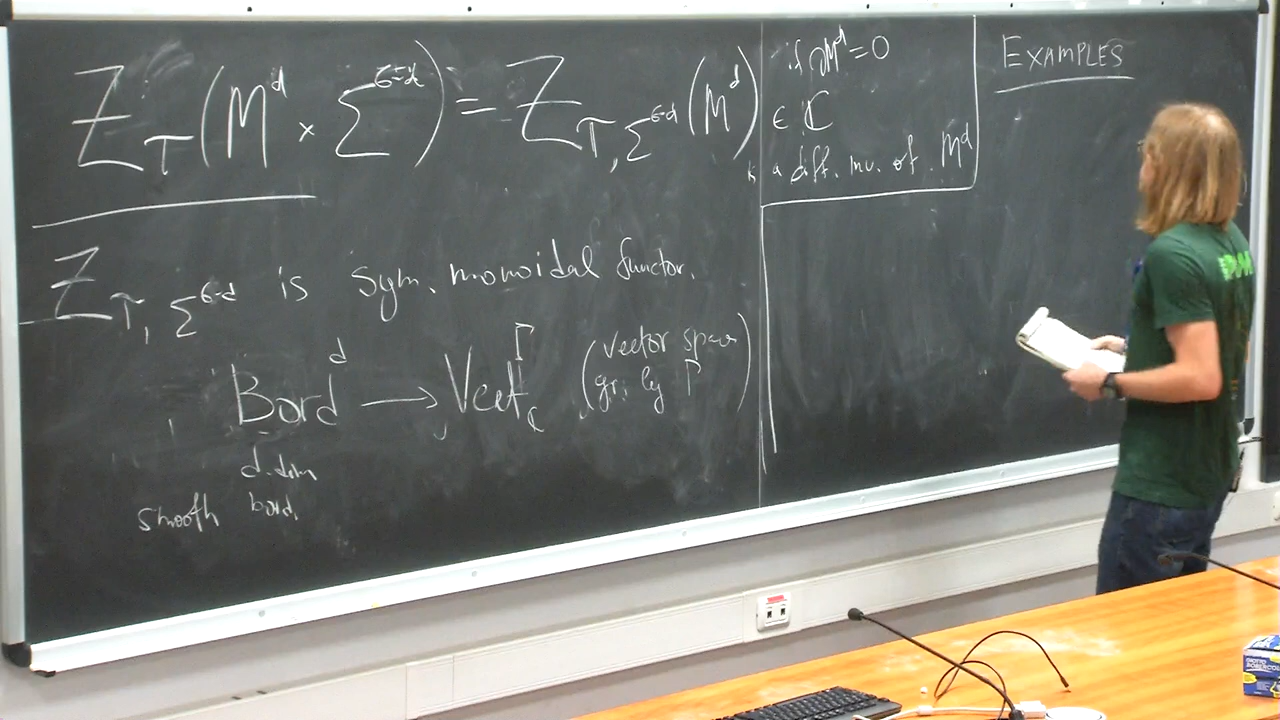 Z_T(M^d × Σ^{6-d}) = Z_{T, Σ^{6-d}}(M^d)
if ∂M^d = 0
∈ ℂ
is a diff. inv. of M^d
Z_{T, Σ^{6-d}} is sym. monoidal functor.
Bord^d → Vect_ℂ^Γ (vector space
gr. by Γ)
d-dim
smooth bord.
EXAMPLES